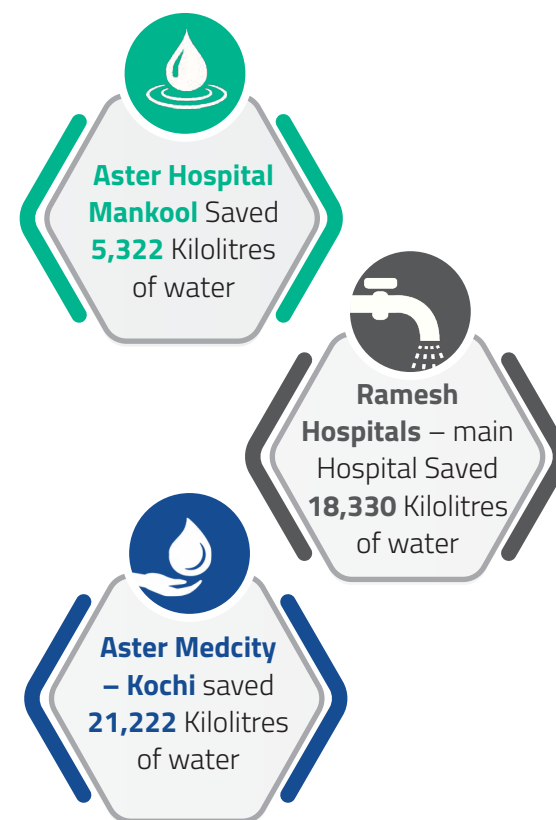 Aster Hospital
Mankool Saved
5,322 Kilolitres
of water
Ramesh
Hospitals – main
Hospital Saved
18,330 Kilolitres
of water
Aster Medcity
– Kochi saved
21,222 Kilolitres
of water